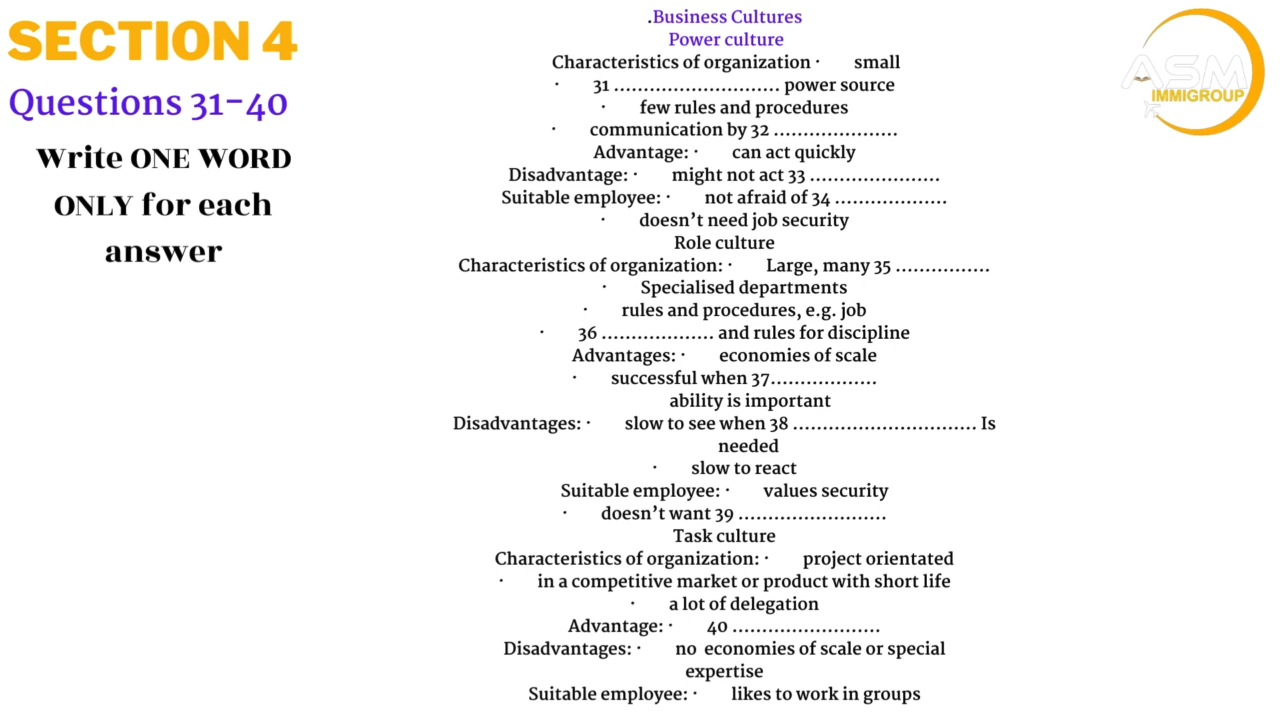 SECTION 4
Questions 31-40
Write ONE WORD
ONLY for each
answer
.Business Cultures
Power culture
Characteristics of organization · small
· 31 ............................ power source
· few rules and procedures
· communication by 32 .....................
Advantage: · can act quickly
Disadvantage: · might not act 33 ......................
Suitable employee: · not afraid of 34 ...................
· doesn’t need job security
Role culture
Characteristics of organization: · Large, many 35 ................
· Specialised departments
· rules and procedures, e.g. job
· 36 ................... and rules for discipline
Advantages: · economies of scale
· successful when 37..................
ability is important
Disadvantages: · slow to see when 38 ............................... Is
needed
· slow to react
Suitable employee: · values security
· doesn’t want 39 .........................
Task culture
Characteristics of organization: · project orientated
· in a competitive market or product with short life
· a lot of delegation
Advantage: · 40 .........................
Disadvantages: · no economies of scale or special
expertise
Suitable employee: · likes to work in groups
ASM
IMMIGROUP